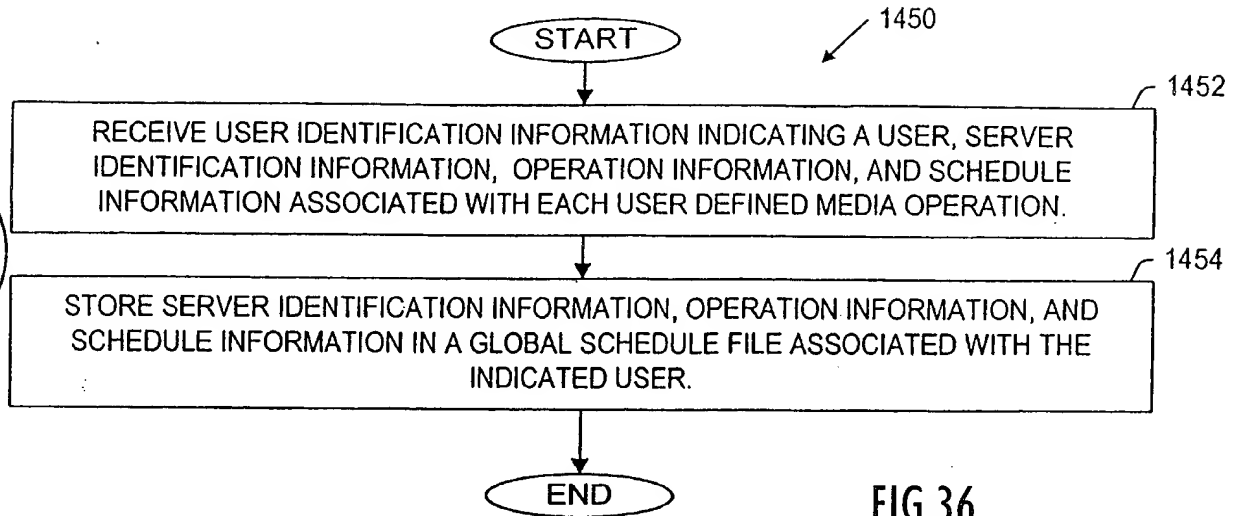 START
1450
1452
RECEIVE USER IDENTIFICATION INFORMATION INDICATING A USER, SERVER
IDENTIFICATION INFORMATION, OPERATION INFORMATION, AND SCHEDULE
INFORMATION ASSOCIATED WITH EACH USER DEFINED MEDIA OPERATION.
1454
STORE SERVER IDENTIFICATION INFORMATION, OPERATION INFORMATION, AND
SCHEDULE INFORMATION IN A GLOBAL SCHEDULE FILE ASSOCIATED WITH THE
INDICATED USER.
END
FIG 36